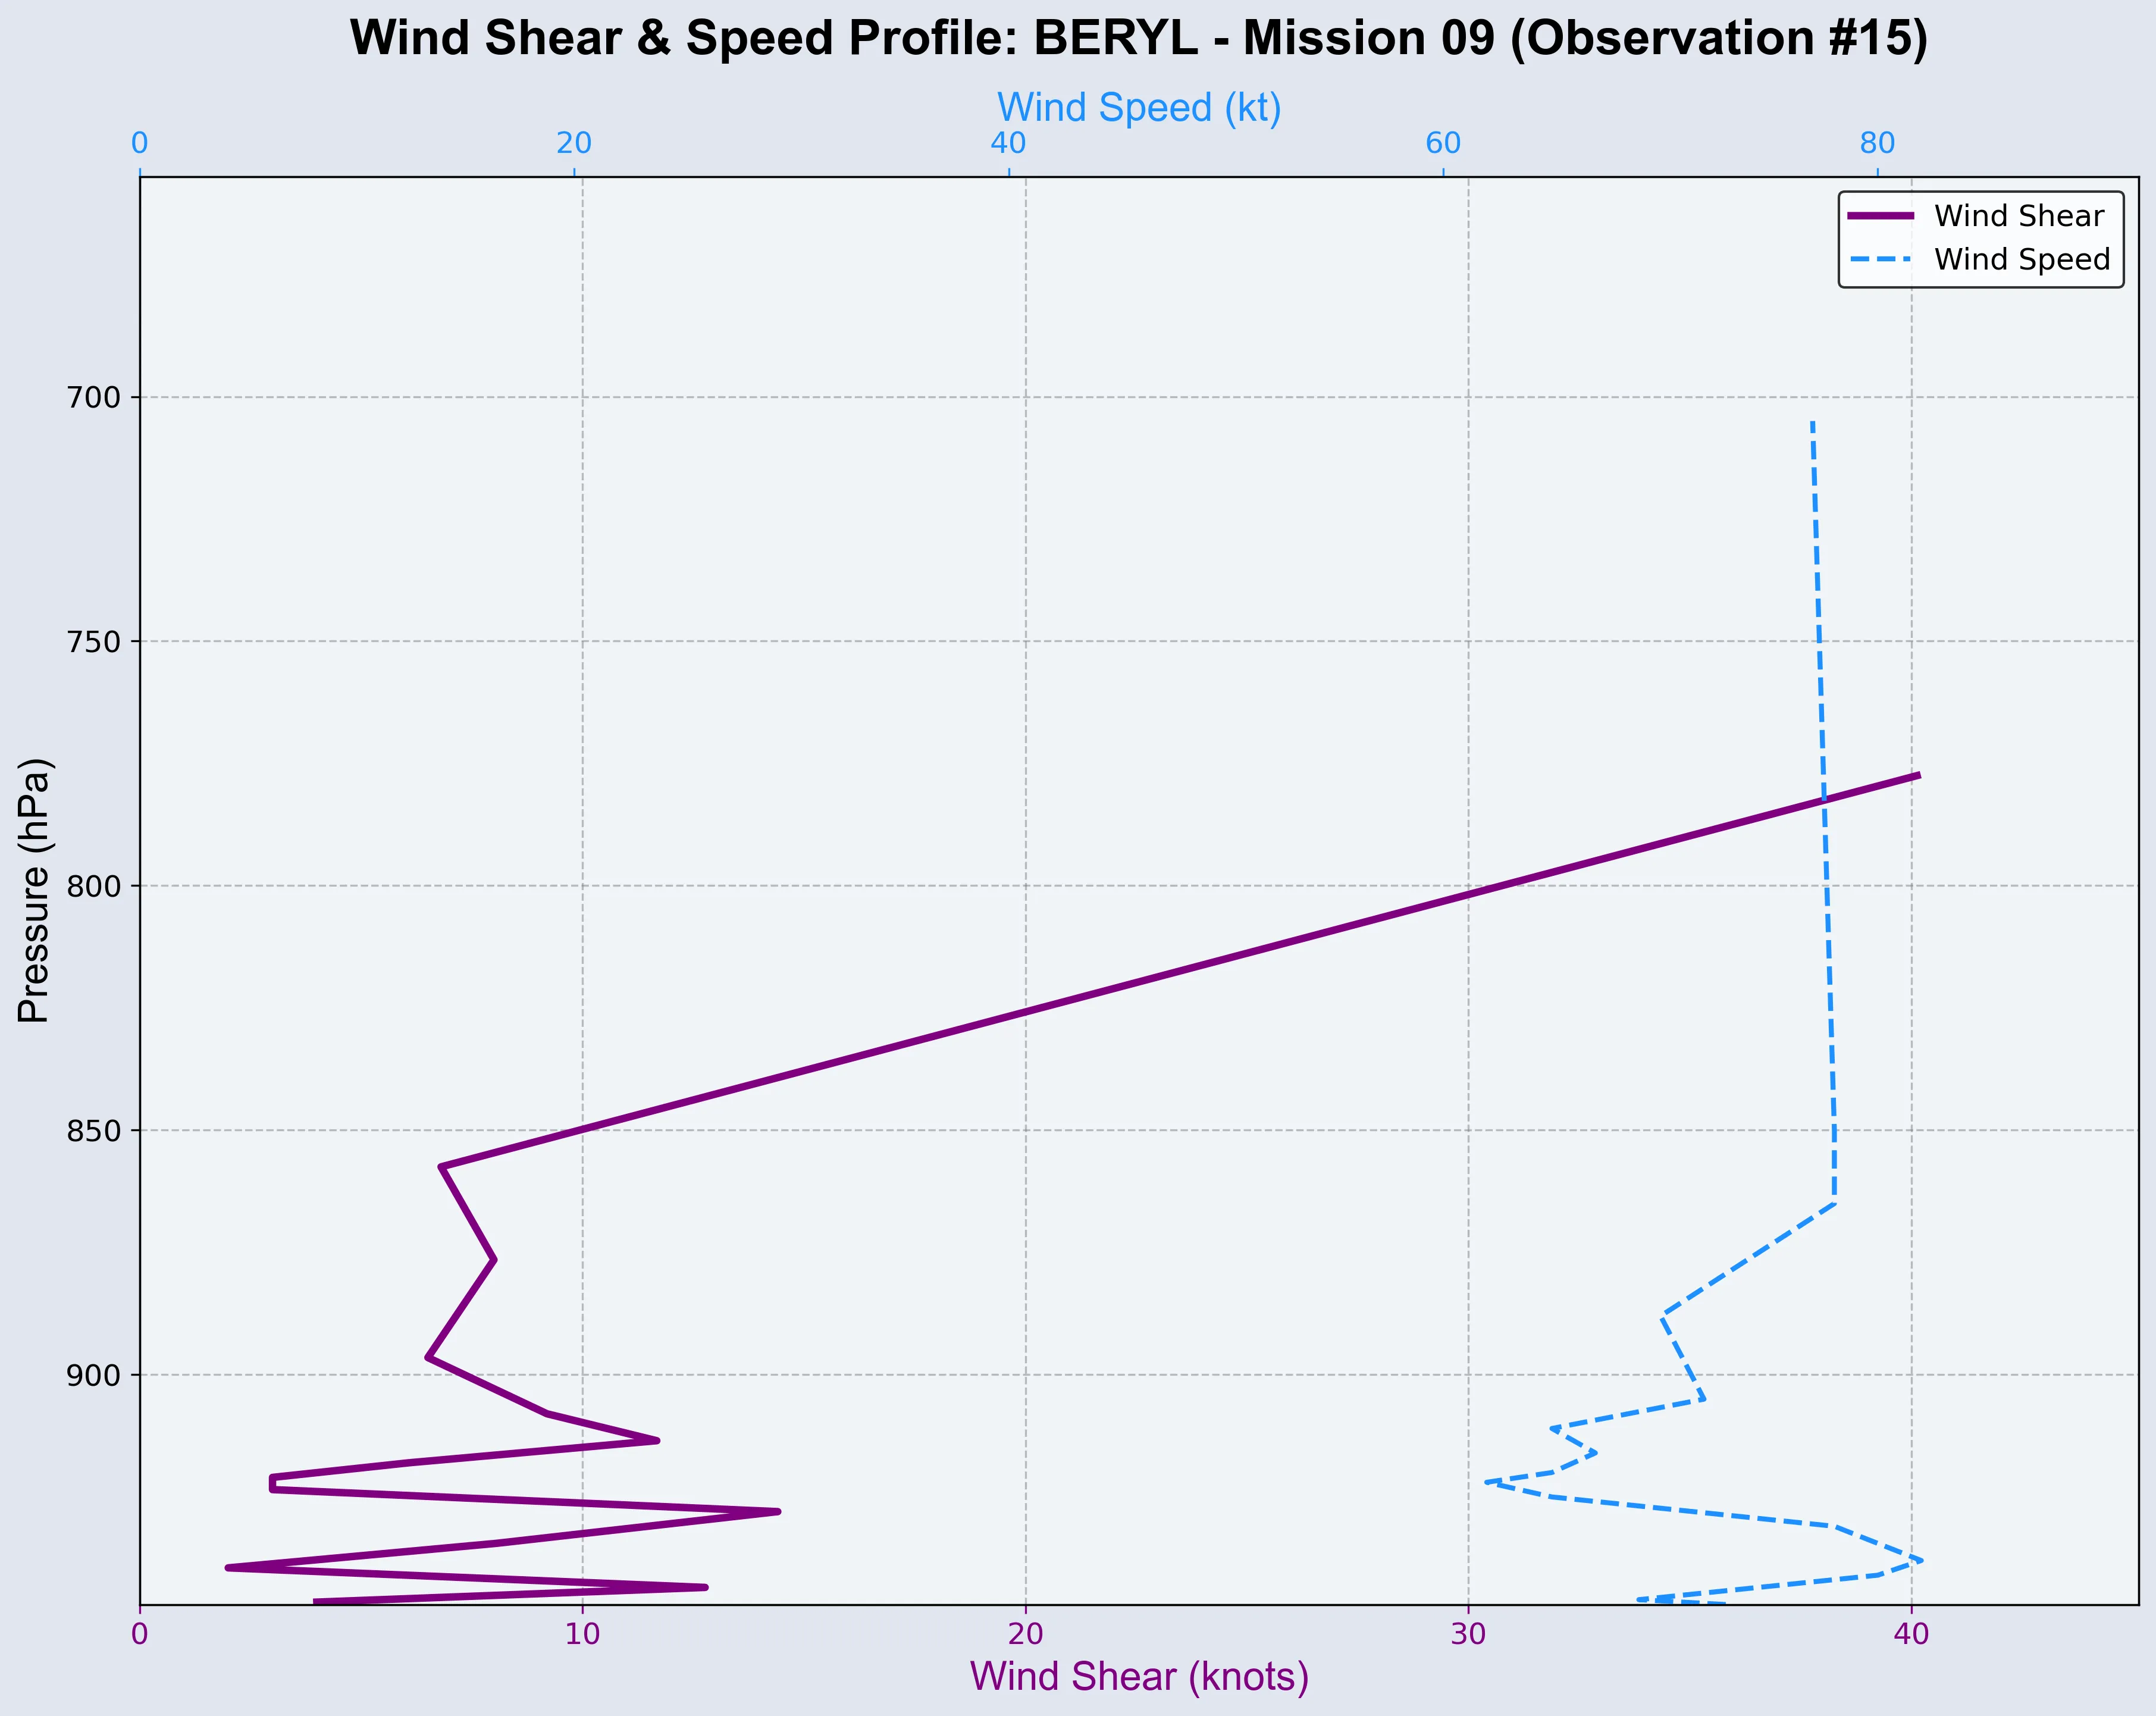 Wind Shear & Speed Profile: BERYL - Mission 09 (Observation #15)
Wind Speed (kt)
0 20 40 60 80
Wind Shear
Wind Speed
700
750
800
850
900
Pressure (hPa)
0 10 20 30 40
Wind Shear (knots)